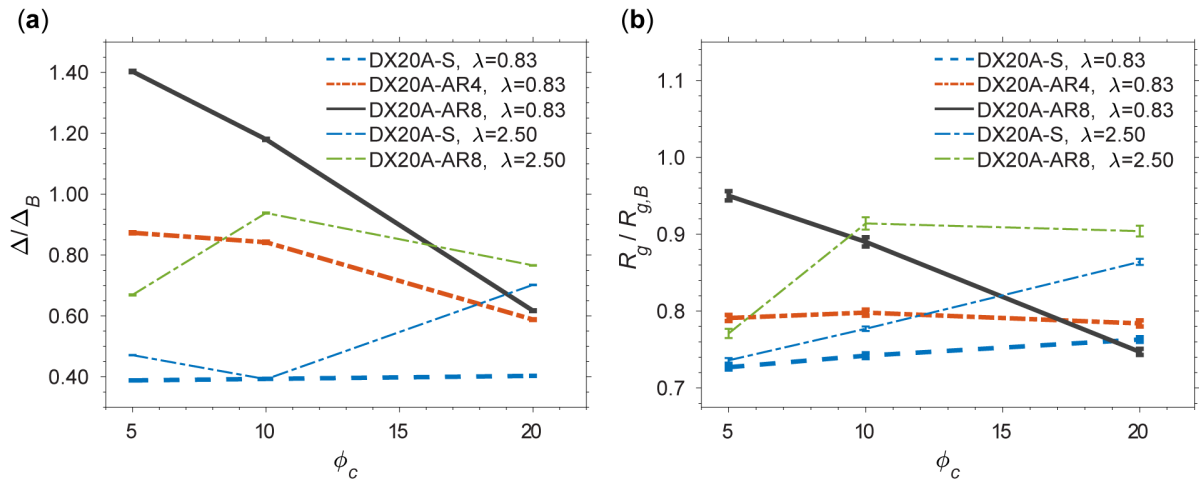 (a)
1.40
1.20
1.00
0.80
0.60
0.40
Δ/Δ_B
5
10
15
20
ϕ_c
DX20A-S, λ=0.83
DX20A-AR4, λ=0.83
DX20A-AR8, λ=0.83
DX20A-S, λ=2.50
DX20A-AR8, λ=2.50
(b)
1.1
1.0
0.9
0.8
0.7
R_g / R_{g,B}
5
10
15
20
ϕ_c
DX20A-S, λ=0.83
DX20A-AR4, λ=0.83
DX20A-AR8, λ=0.83
DX20A-S, λ=2.50
DX20A-AR8, λ=2.50